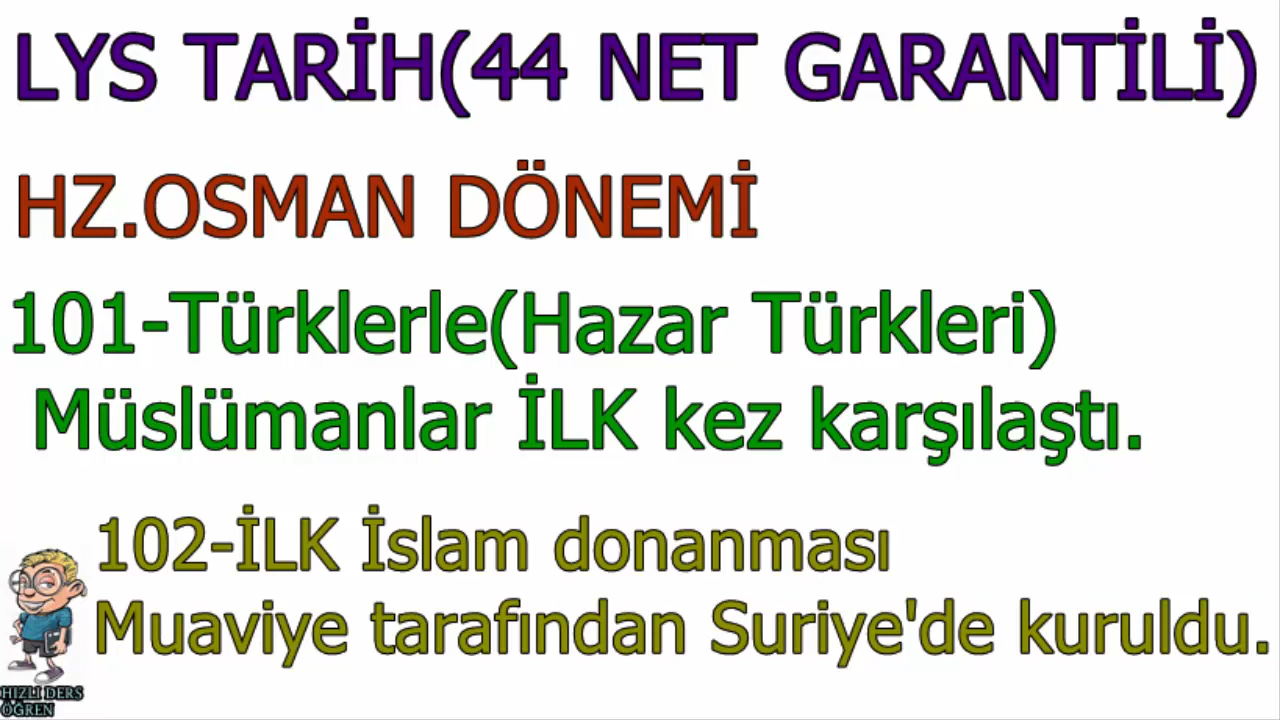 LYS TARİH(44 NET GARANTİLİ)
HZ.OSMAN DÖNEMİ
101-Türklerle(Hazar Türkleri)
Müslümanlar İLK kez karşılaştı.
102-İLK İslam donanması
Muaviye tarafından Suriye'de kuruldu.
HIZLI DERS
ÖĞREN